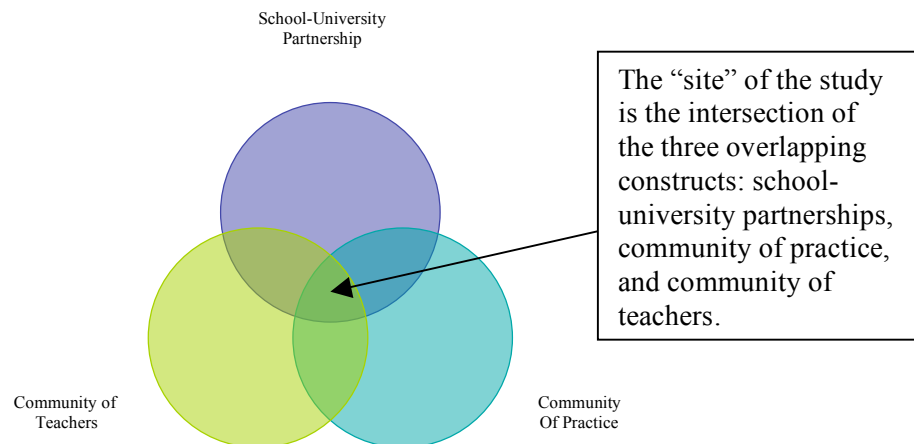 School-University
Partnership
The “site” of the study
is the intersection of
the three overlapping
constructs: school-
university partnerships,
community of practice,
and community of
teachers.
Community of
Teachers
Community
Of Practice